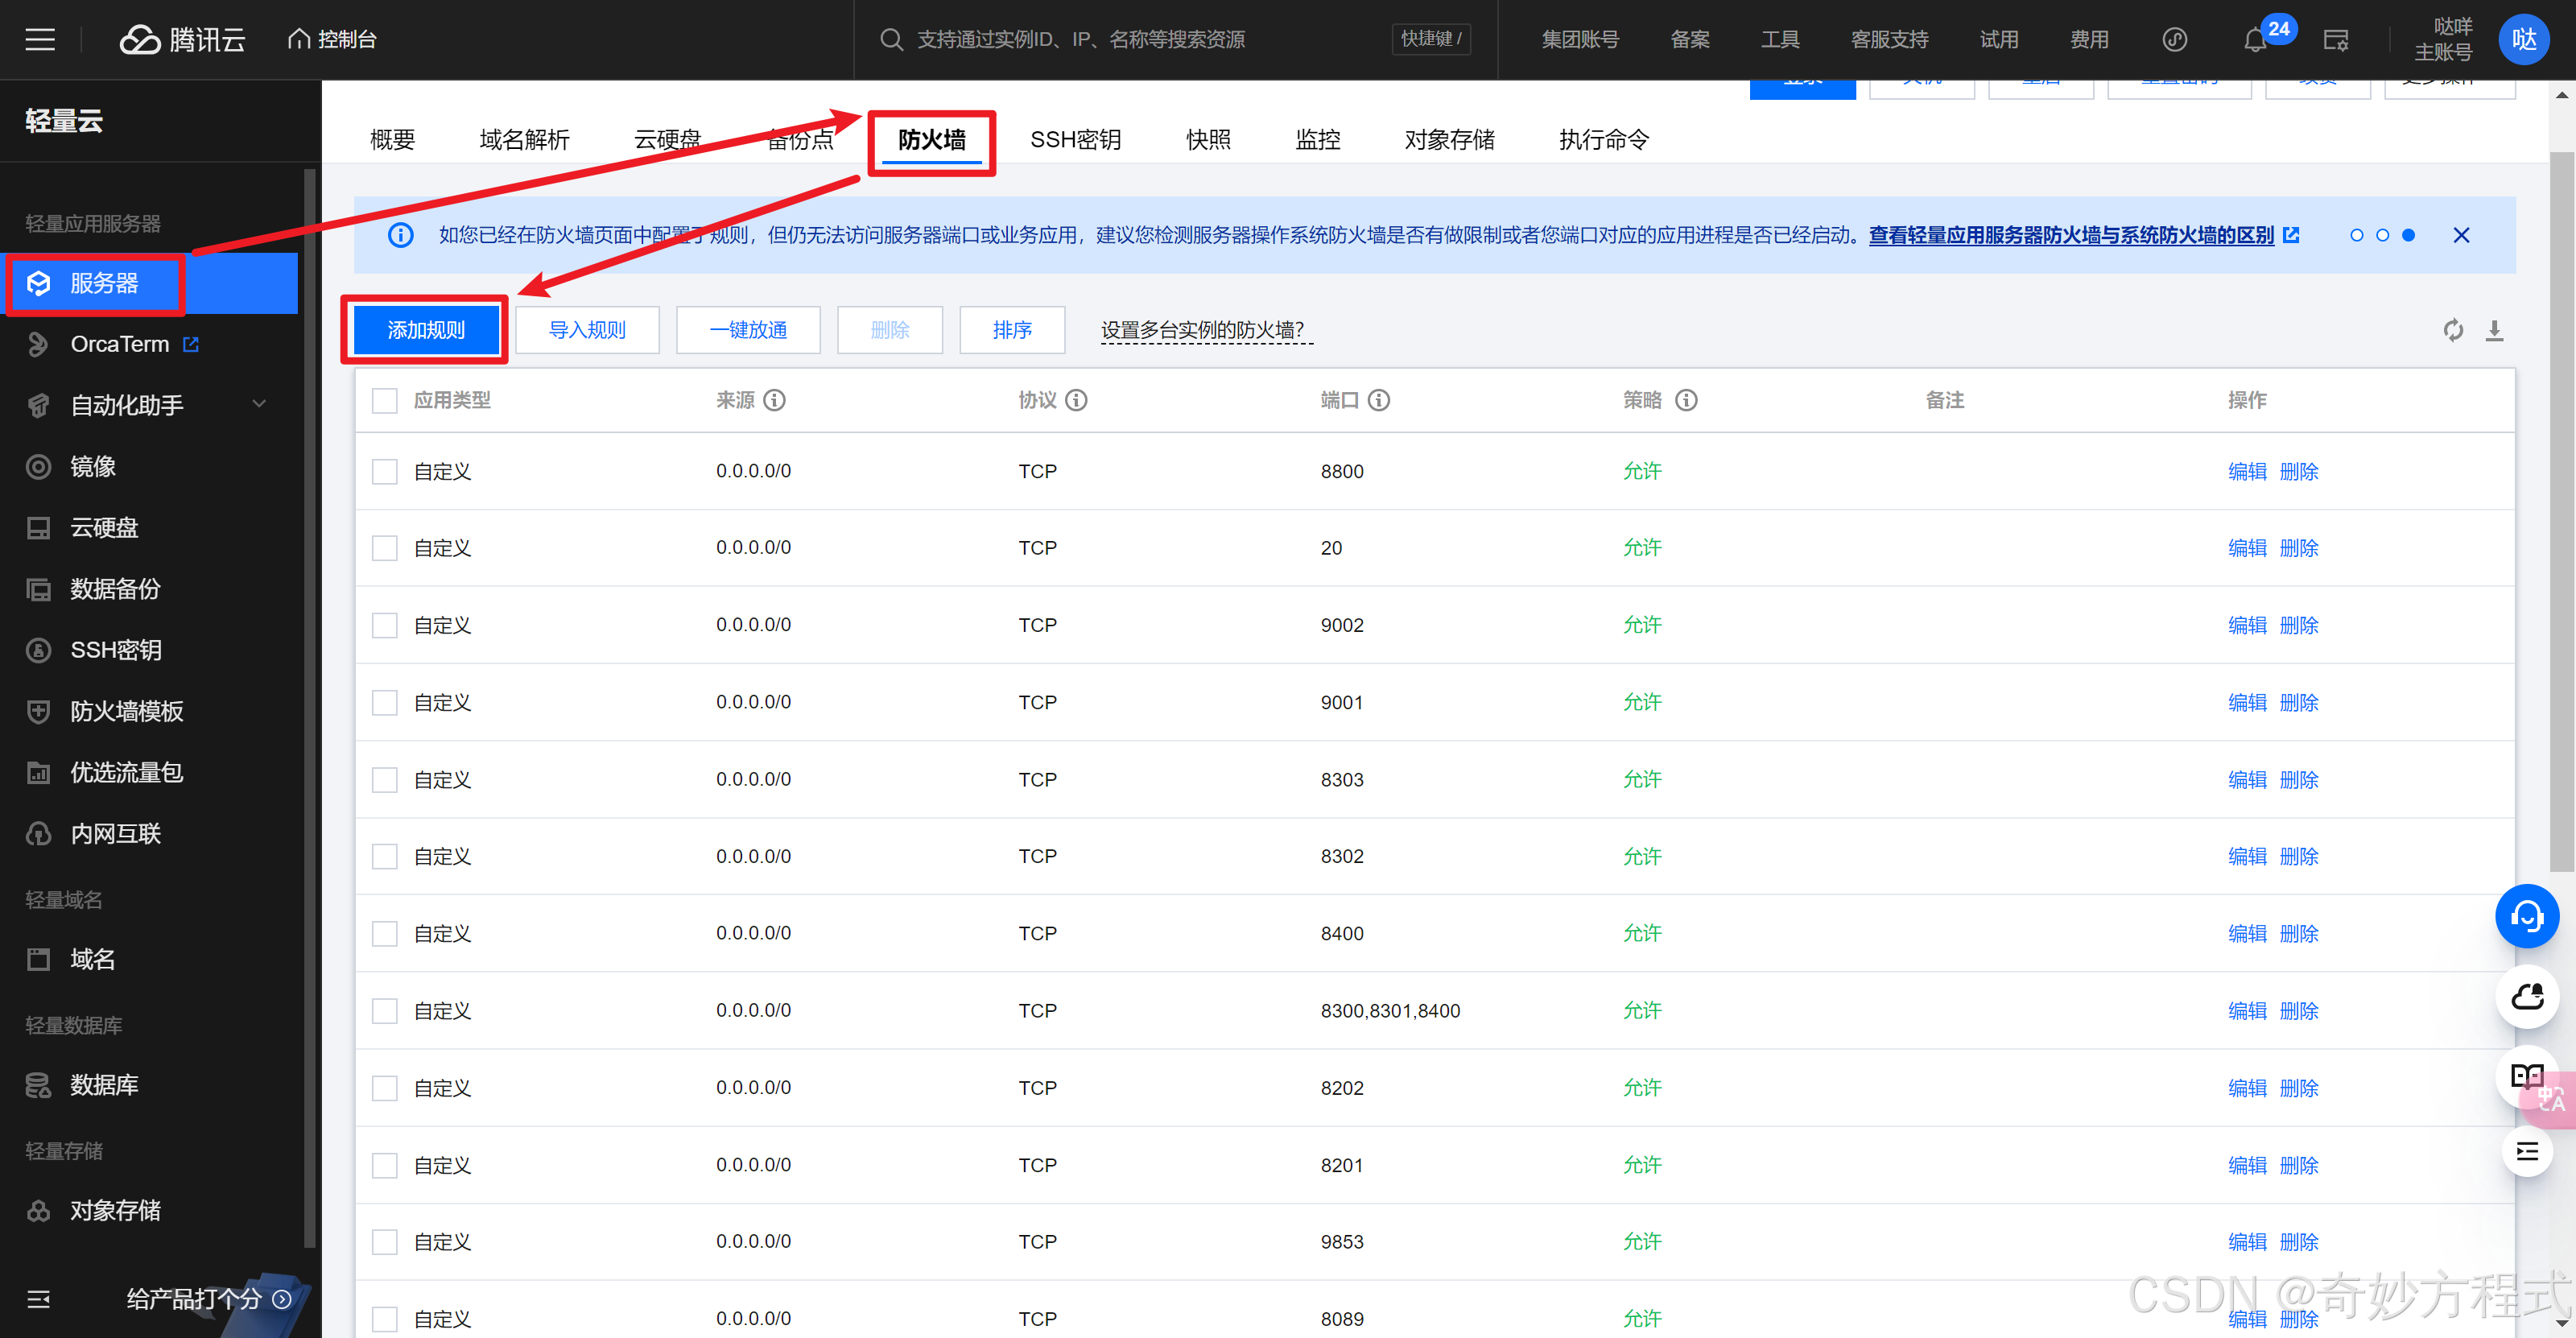 腾讯云
控制台
支持通过实例ID、IP、名称等搜索资源
快捷键 /
集团账号
备案
工具
客服支持
试用
费用
24
哒咩
主账号
哒
轻量云
轻量应用服务器
服务器
OrcaTerm
自动化助手
镜像
云硬盘
数据备份
SSH密钥
防火墙模板
优选流量包
内网互联
轻量域名
域名
轻量数据库
数据库
轻量存储
对象存储
给产品打个分
概要
域名解析
云硬盘
备份点
防火墙
SSH密钥
快照
监控
对象存储
执行命令
如您已经在防火墙页面中配置了规则，但仍无法访问服务器端口或业务应用，建议您检测服务器操作系统防火墙是否有做限制或者您端口对应的应用进程是否已经启动。查看轻量应用服务器防火墙与系统防火墙的区别
添加规则
导入规则
一键放通
删除
排序
设置多台实例的防火墙？
应用类型 来源 协议 端口 策略 备注 操作
自定义 0.0.0.0/0 TCP 8800 允许 编辑 删除
自定义 0.0.0.0/0 TCP 20 允许 编辑 删除
自定义 0.0.0.0/0 TCP 9002 允许 编辑 删除
自定义 0.0.0.0/0 TCP 9001 允许 编辑 删除
自定义 0.0.0.0/0 TCP 8303 允许 编辑 删除
自定义 0.0.0.0/0 TCP 8302 允许 编辑 删除
自定义 0.0.0.0/0 TCP 8400 允许 编辑 删除
自定义 0.0.0.0/0 TCP 8300,8301,8400 允许 编辑 删除
自定义 0.0.0.0/0 TCP 8202 允许 编辑 删除
自定义 0.0.0.0/0 TCP 8201 允许 编辑 删除
自定义 0.0.0.0/0 TCP 9853 允许 编辑 删除
自定义 0.0.0.0/0 TCP 8089 允许 编辑 删除
中A
CSDN @奇妙方程式